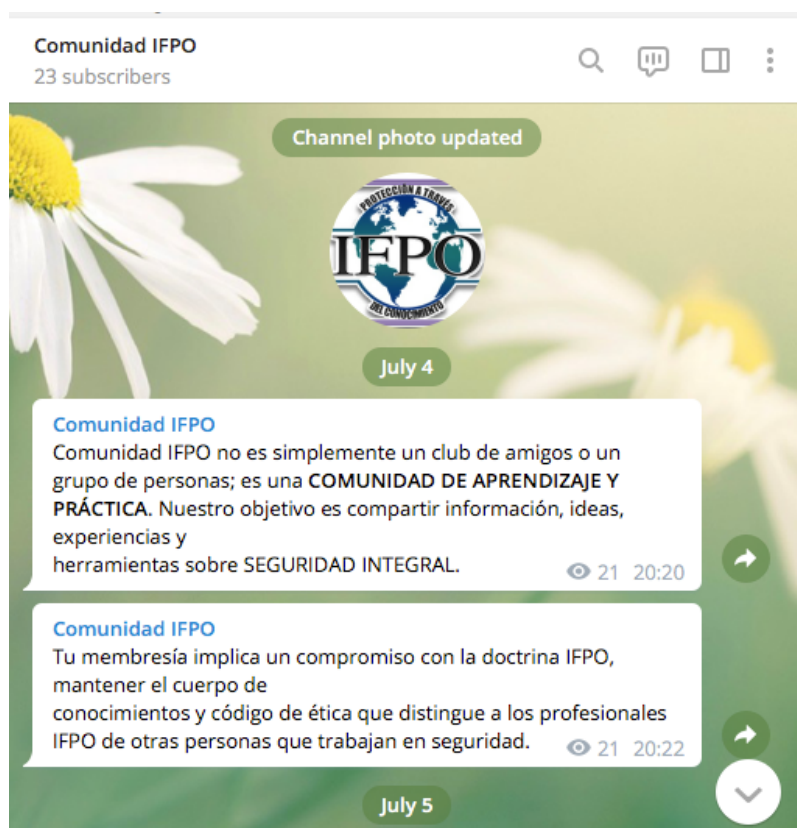 Comunidad IFPO
23 subscribers
Channel photo updated
PROTECCIÓN A TRAVÉS
IFPO
DEL CONOCIMIENTO
July 4
Comunidad IFPO
Comunidad IFPO no es simplemente un club de amigos o un
grupo de personas; es una COMUNIDAD DE APRENDIZAJE Y
PRÁCTICA. Nuestro objetivo es compartir información, ideas,
experiencias y
herramientas sobre SEGURIDAD INTEGRAL.
21 20:20
Comunidad IFPO
Tu membresía implica un compromiso con la doctrina IFPO,
mantener el cuerpo de
conocimientos y código de ética que distingue a los profesionales
IFPO de otras personas que trabajan en seguridad.
21 20:22
July 5